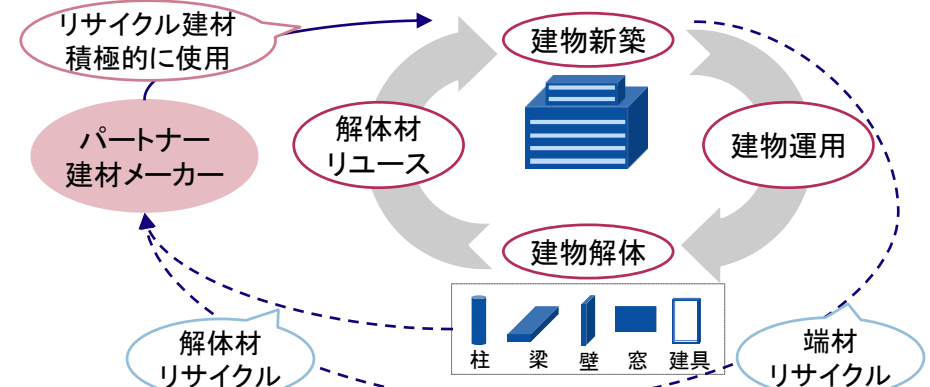 リサイクル建材
積極的に使用
建物新築
パートナー
建材メーカー
解体材
リユース
建物運用
建物解体
柱 梁 壁 窓 建具
解体材
リサイクル
端材
リサイクル